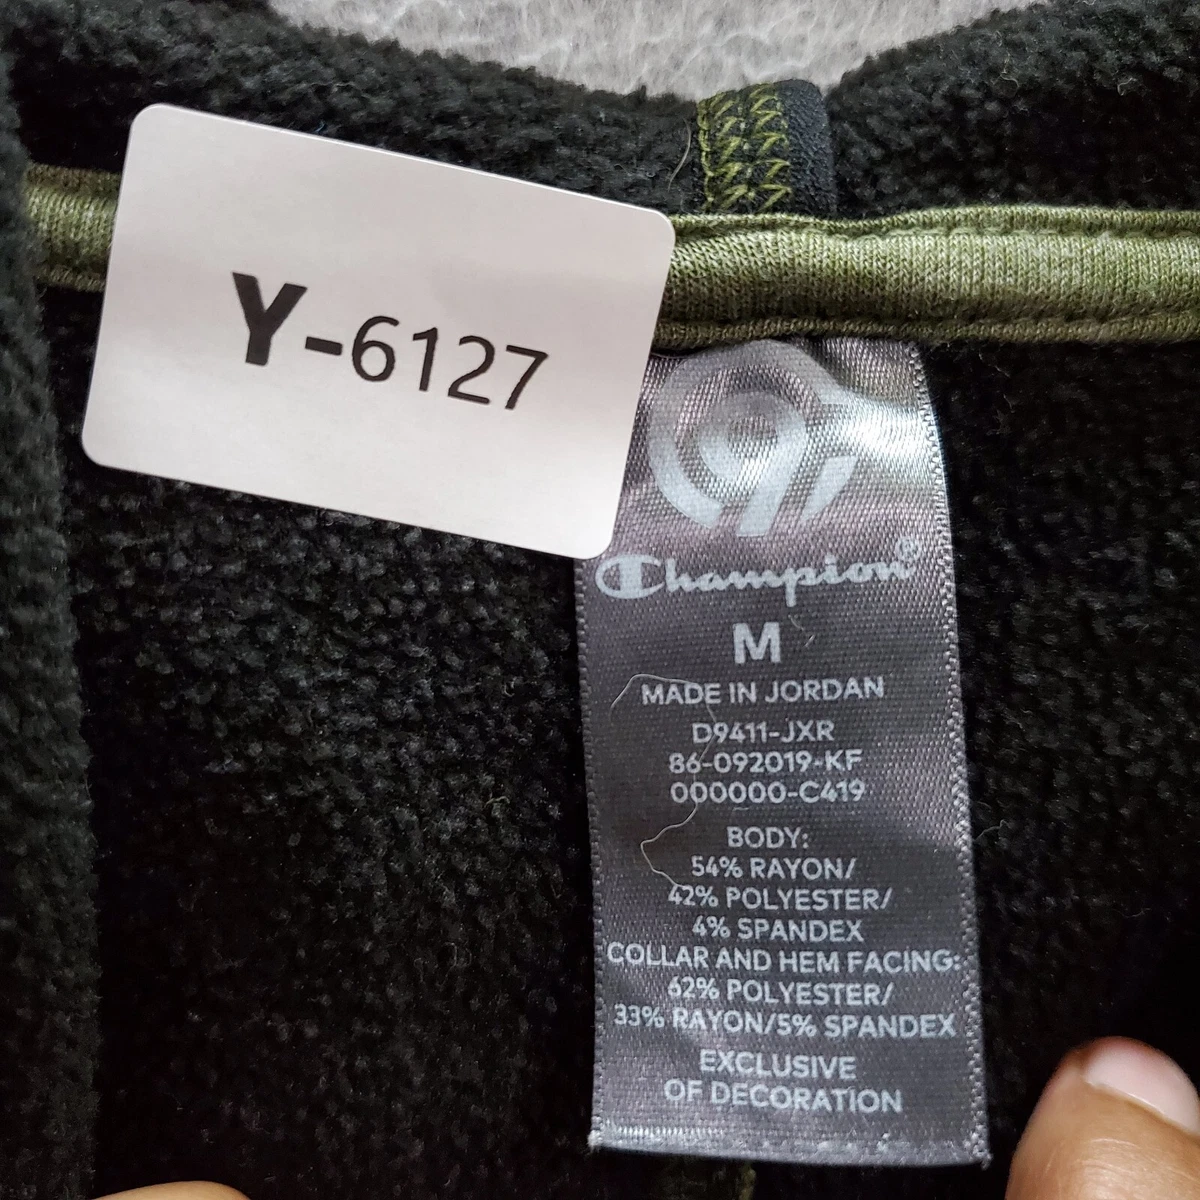 Y-6127
C9
Champion®
M
MADE IN JORDAN
D9411-JXR
86-092019-KF
000000-C419
BODY:
54% RAYON/
42% POLYESTER/
4% SPANDEX
COLLAR AND HEM FACING:
62% POLYESTER/
33% RAYON/5% SPANDEX
EXCLUSIVE
OF DECORATION